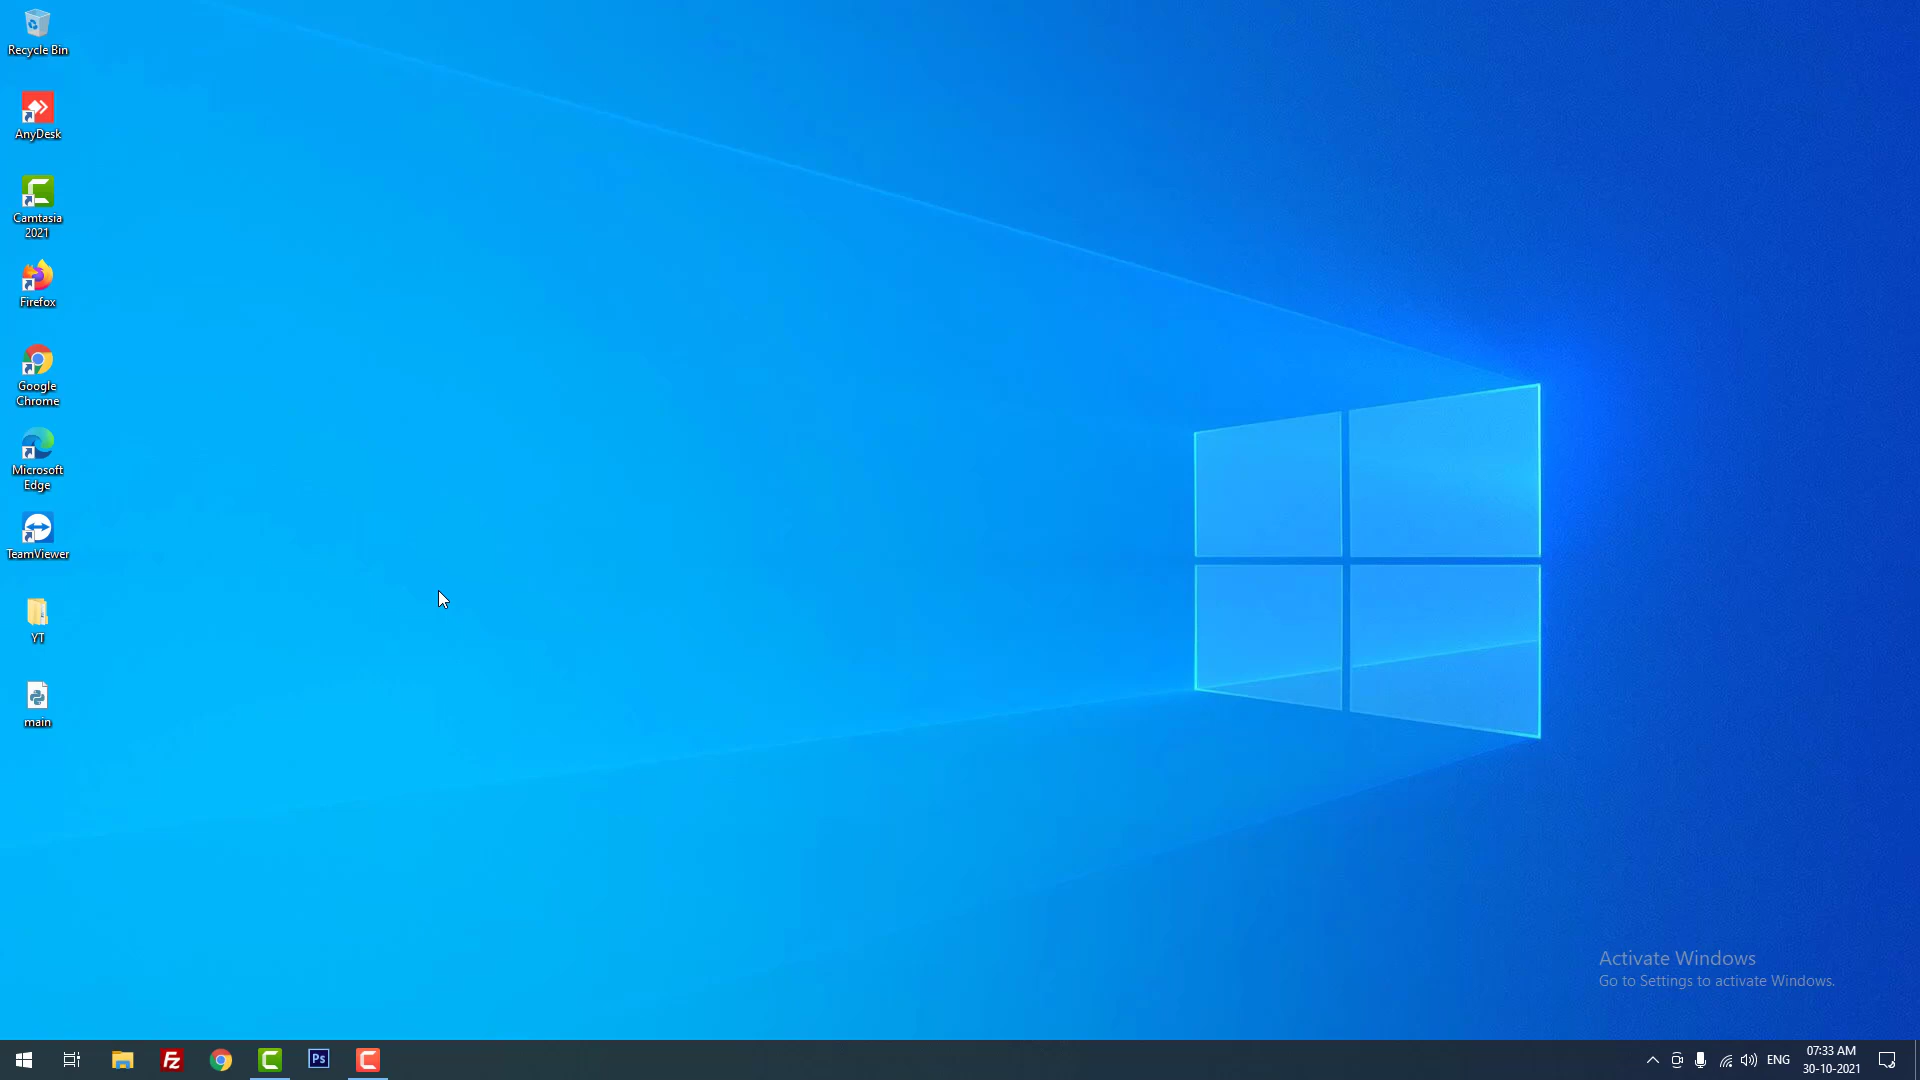 Recycle Bin
AnyDesk
Camtasia
2021
Firefox
Google
Chrome
Microsoft
Edge
TeamViewer
YT
main
Activate Windows
Go to Settings to activate Windows.
Fz
Ps
ENG
07:33 AM
30-10-2021